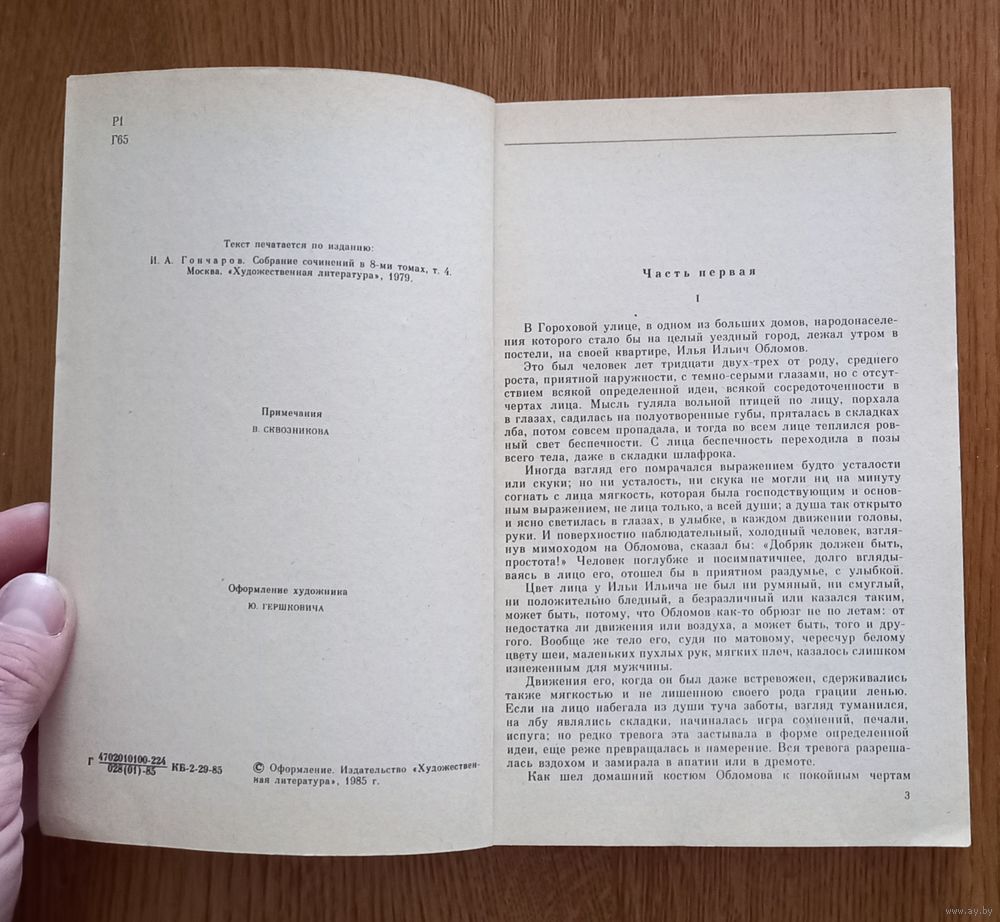 Р1
Г65
Текст печатается по изданию:
И. А. Гончаров. Собрание сочинений в 8-ми томах, т. 4.
Москва, «Художественная литература», 1979.
Примечания
В. СКВОЗНИКОВА
Оформление художника
Ю. ГЕРШКОВИЧА
Г 4702010100-224
028(01)-85 КБ-2-29-85
© Оформление. Издательство «Художествен-
ная литература», 1985 г.
Часть первая
I
В Гороховой улице, в одном из больших домов, народонаселе-
ния которого стало бы на целый уездный город, лежал утром в
постели, на своей квартире, Илья Ильич Обломов.
Это был человек лет тридцати двух-трех от роду, среднего
роста, приятной наружности, с темно-серыми глазами, но с отсут-
ствием всякой определенной идеи, всякой сосредоточенности в
чертах лица. Мысль гуляла вольной птицей по лицу, порхала
в глазах, садилась на полуотворенные губы, пряталась в складках
лба, потом совсем пропадала, и тогда во всем лице теплился ров-
ный свет беспечности. С лица беспечность переходила в позы
всего тела, даже в складки шлафрока.
Иногда взгляд его помрачался выражением будто усталости
или скуки; но ни усталость, ни скука не могли ни на минуту
согнать с лица мягкость, которая была господствующим и основ-
ным выражением, не лица только, а всей души; а душа так открыто
и ясно светилась в глазах, в улыбке, в каждом движении головы,
руки. И поверхностно наблюдательный, холодный человек, взгля-
нув мимоходом на Обломова, сказал бы: «Добряк должен быть,
простота!» Человек поглубже и посимпатичнее, долго вгляды-
ваясь в лицо его, отошел бы в приятном раздумье, с улыбкой.
Цвет лица у Ильи Ильича не был ни румяный, ни смуглый,
ни положительно бледный, а безразличный или казался таким,
может быть, потому, что Обломов как-то обрюзг не по летам: от
недостатка ли движения или воздуха, а может быть, того и дру-
гого. Вообще же тело его, судя по матовому, чересчур белому
цвету шеи, маленьких пухлых рук, мягких плеч, казалось слишком
изнеженным для мужчины.
Движения его, когда он был даже встревожен, сдерживались
также мягкостью и не лишенною своего рода грации ленью.
Если на лицо набегала из души туча заботы, взгляд туманился,
на лбу являлись складки, начиналась игра сомнений, печали,
испуга; но редко тревога эта застывала в форме определенной
идеи, еще реже превращалась в намерение. Вся тревога разреша-
лась вздохом и замирала в апатии или в дремоте.
Как шел домашний костюм Обломова к покойным чертам
3
www.ay.by